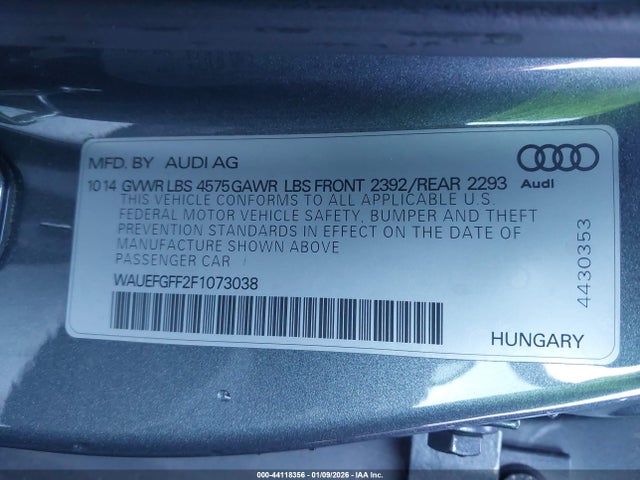 MFD. BY AUDI AG
1014 GVWR LBS 4575 GAWR LBS FRONT 2392/REAR 2293
Audi
THIS VEHICLE CONFORMS TO ALL APPLICABLE U.S.
FEDERAL MOTOR VEHICLE SAFETY, BUMPER AND THEFT
PREVENTION STANDARDS IN EFFECT ON THE DATE OF
MANUFACTURE SHOWN ABOVE
PASSENGER CAR
WAUEFGFF2F1073038
4430353
HUNGARY
000-44118356 | 01/09/2026 - IAA Inc.